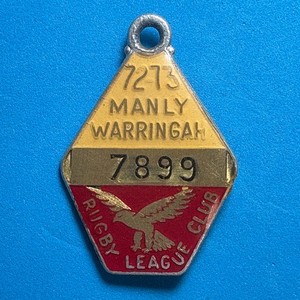 72-73
MANLY
WARRINGAH
7899
RUGBY LEAGUE CLUB